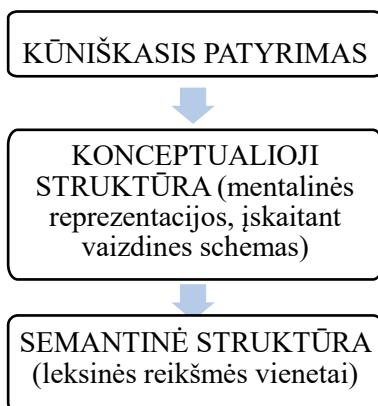 KŪNIŠKASIS PATYRIMAS
KONCEPTUALIOJI
STRUKTŪRA (mentalinės
reprezentacijos, įskaitant
vaizdines schemas)
SEMANTINĖ STRUKTŪRA
(leksinės reikšmės vienetai)